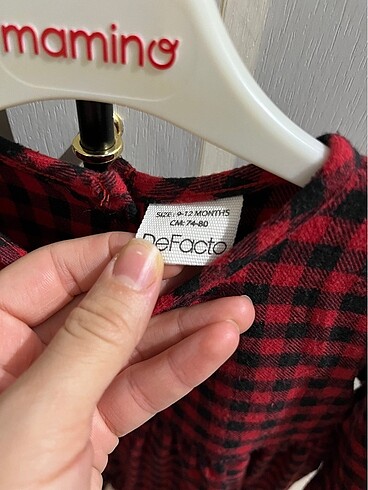 mamino
SIZE: 9-12 MONTHS
CM: 74-80
DeFacto